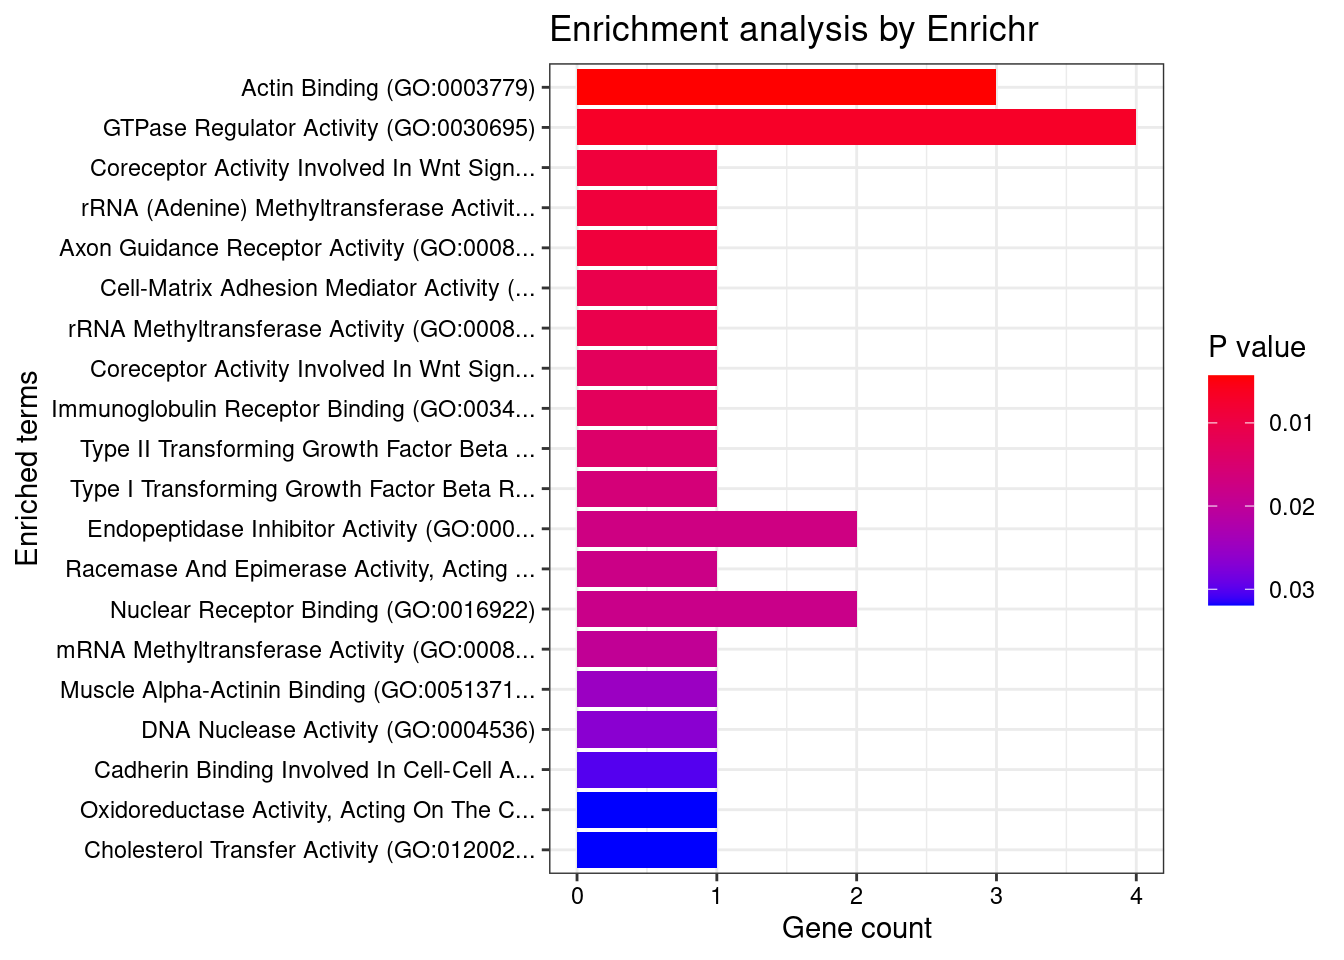 Enrichment analysis by Enrichr
Actin Binding (GO:0003779)
GTPase Regulator Activity (GO:0030695)
Coreceptor Activity Involved In Wnt Sign...
rRNA (Adenine) Methyltransferase Activit...
Axon Guidance Receptor Activity (GO:0008...
Cell-Matrix Adhesion Mediator Activity (...
rRNA Methyltransferase Activity (GO:0008...
Coreceptor Activity Involved In Wnt Sign...
Immunoglobulin Receptor Binding (GO:0034...
Type II Transforming Growth Factor Beta ...
Type I Transforming Growth Factor Beta R...
Endopeptidase Inhibitor Activity (GO:000...
Racemase And Epimerase Activity, Acting ...
Nuclear Receptor Binding (GO:0016922)
mRNA Methyltransferase Activity (GO:0008...
Muscle Alpha-Actinin Binding (GO:0051371...
DNA Nuclease Activity (GO:0004536)
Cadherin Binding Involved In Cell-Cell A...
Oxidoreductase Activity, Acting On The C...
Cholesterol Transfer Activity (GO:012002...
Enriched terms
0 1 2 3 4
Gene count
P value
0.01
0.02
0.03